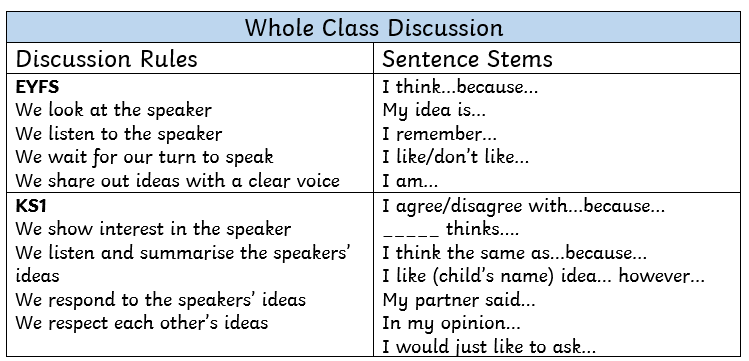 Whole Class Discussion
Discussion Rules
Sentence Stems
EYFS
We look at the speaker
We listen to the speaker
We wait for our turn to speak
We share out ideas with a clear voice
I think...because...
My idea is...
I remember...
I like/don't like...
I am...
KS1
We show interest in the speaker
We listen and summarise the speakers'
ideas
We respond to the speakers' ideas
We respect each other's ideas
I agree/disagree with...because...
_____ thinks....
I think the same as...because...
I like (child's name) idea... however...
My partner said...
In my opinion...
I would just like to ask...